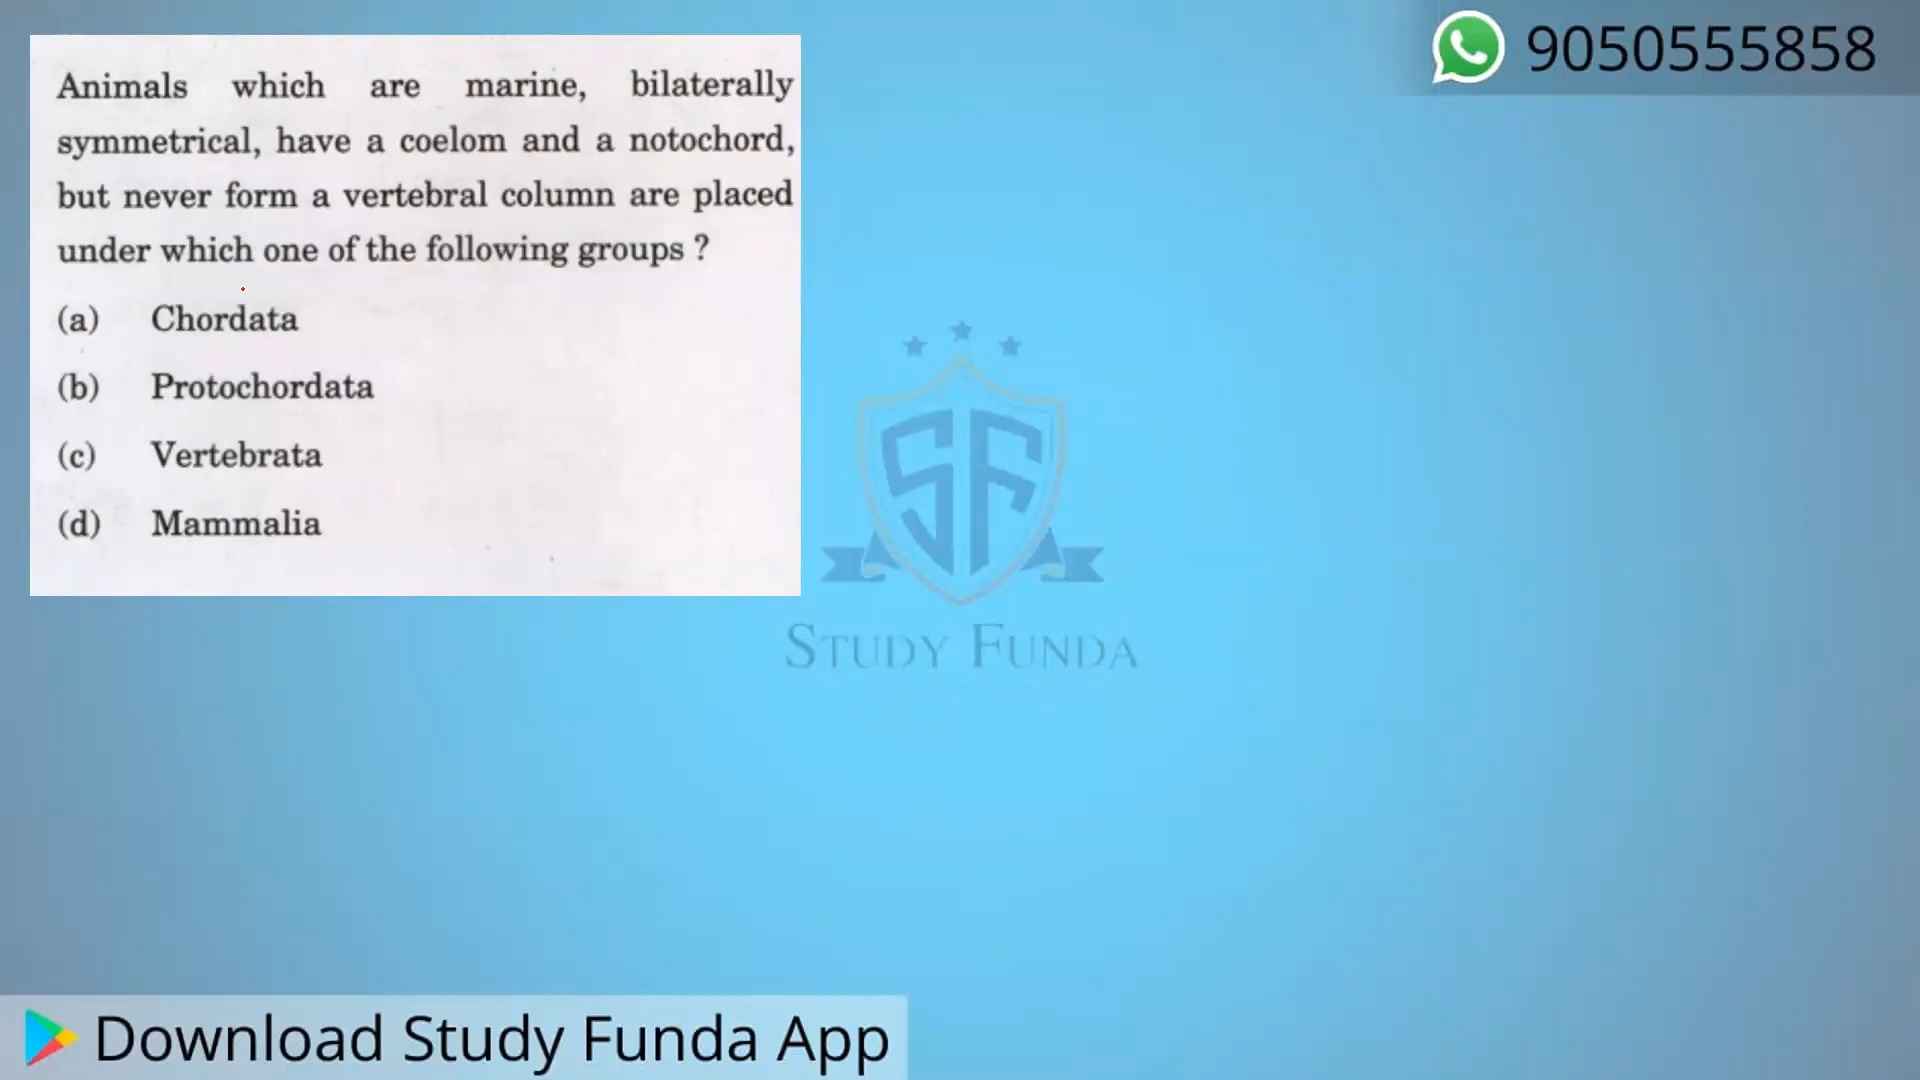 9050555858
Animals which are marine, bilaterally
symmetrical, have a coelom and a notochord,
but never form a vertebral column are placed
under which one of the following groups ?
(a) Chordata
(b) Protochordata
(c) Vertebrata
(d) Mammalia
SF
STUDY FUNDA
Download Study Funda App